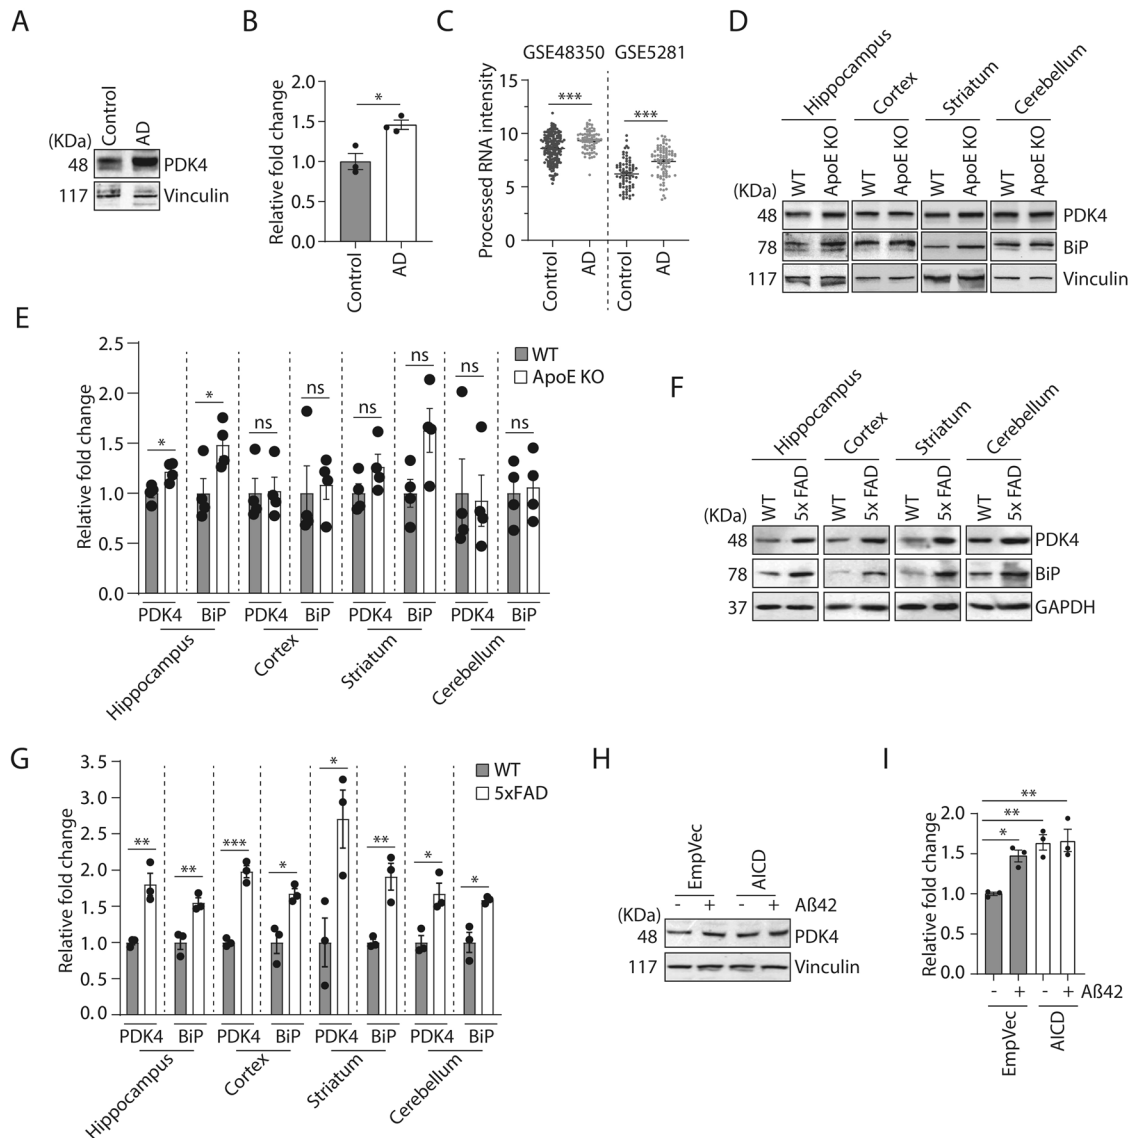 A
(KDa)
Control
AD
48
PDK4
117
Vinculin
B
Relative fold change
2.0
1.5
1.0
0.5
0.0
*
Control
AD
C
GSE48350
GSE5281
Processed RNA intensity
15
10
5
0
***
***
Control
AD
Control
AD
D
Hippocampus
Cortex
Striatum
Cerebellum
(KDa)
WT
ApoE KO
WT
ApoE KO
WT
ApoE KO
WT
ApoE KO
48
PDK4
78
BiP
117
Vinculin
E
Relative fold change
2.5
2.0
1.5
1.0
0.5
0.0
WT
ApoE KO
*
*
ns
ns
ns
ns
ns
ns
PDK4 BiP PDK4 BiP PDK4 BiP PDK4 BiP
Hippocampus
Cortex
Striatum
Cerebellum
F
Hippocampus
Cortex
Striatum
Cerebellum
(KDa)
WT
5x FAD
WT
5x FAD
WT
5x FAD
WT
5x FAD
48
PDK4
78
BiP
37
GAPDH
G
Relative fold change
3.5
3.0
2.5
2.0
1.5
1.0
0.5
0.0
WT
5xFAD
**
**
***
*
*
**
*
*
PDK4 BiP PDK4 BiP PDK4 BiP PDK4 BiP
Hippocampus
Cortex
Striatum
Cerebellum
H
EmpVec
AICD
- + - + Aß42
(KDa)
48
PDK4
117
Vinculin
I
Relative fold change
2.0
1.5
1.0
0.5
0.0
**
**
*
- + - + Aß42
EmpVec
AICD